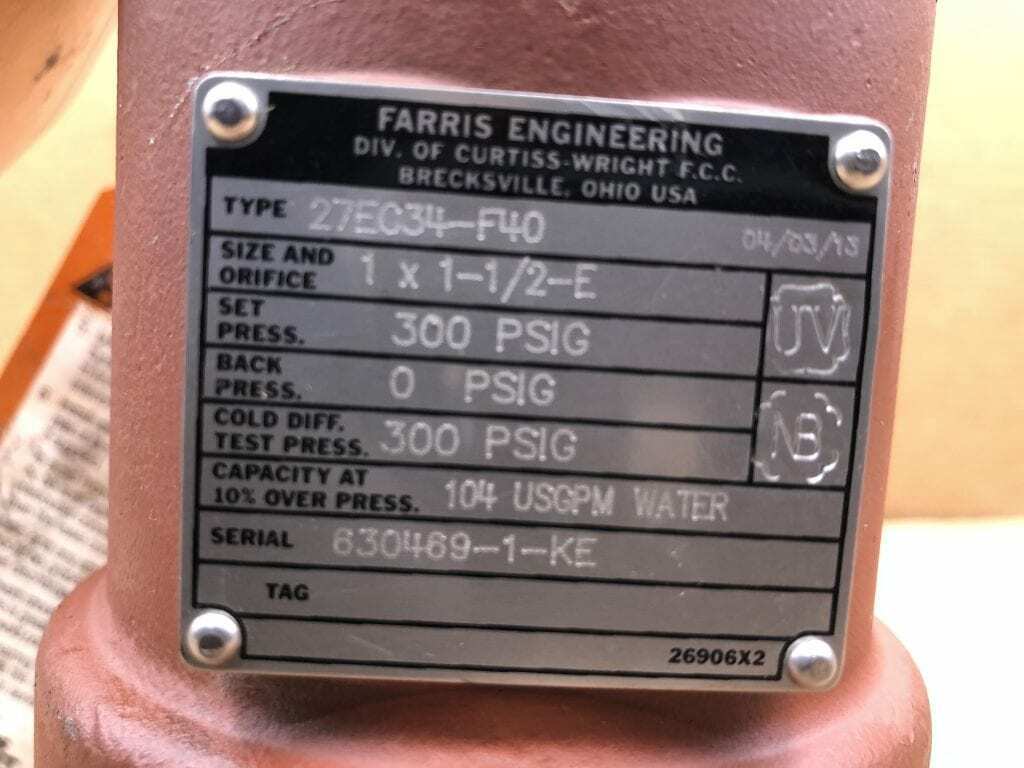 FARRIS ENGINEERING
DIV. OF CURTISS-WRIGHT F.C.C.
BRECKSVILLE, OHIO USA
TYPE 27EC34-F40 04/03/13
SIZE AND ORIFICE 1 x 1-1/2-E
SET PRESS. 300 PSIG
UV
BACK PRESS. 0 PSIG
COLD DIFF. TEST PRESS. 300 PSIG
NB
CAPACITY AT 10% OVER PRESS. 104 USGPM WATER
SERIAL 630469-1-KE
TAG
26906X2